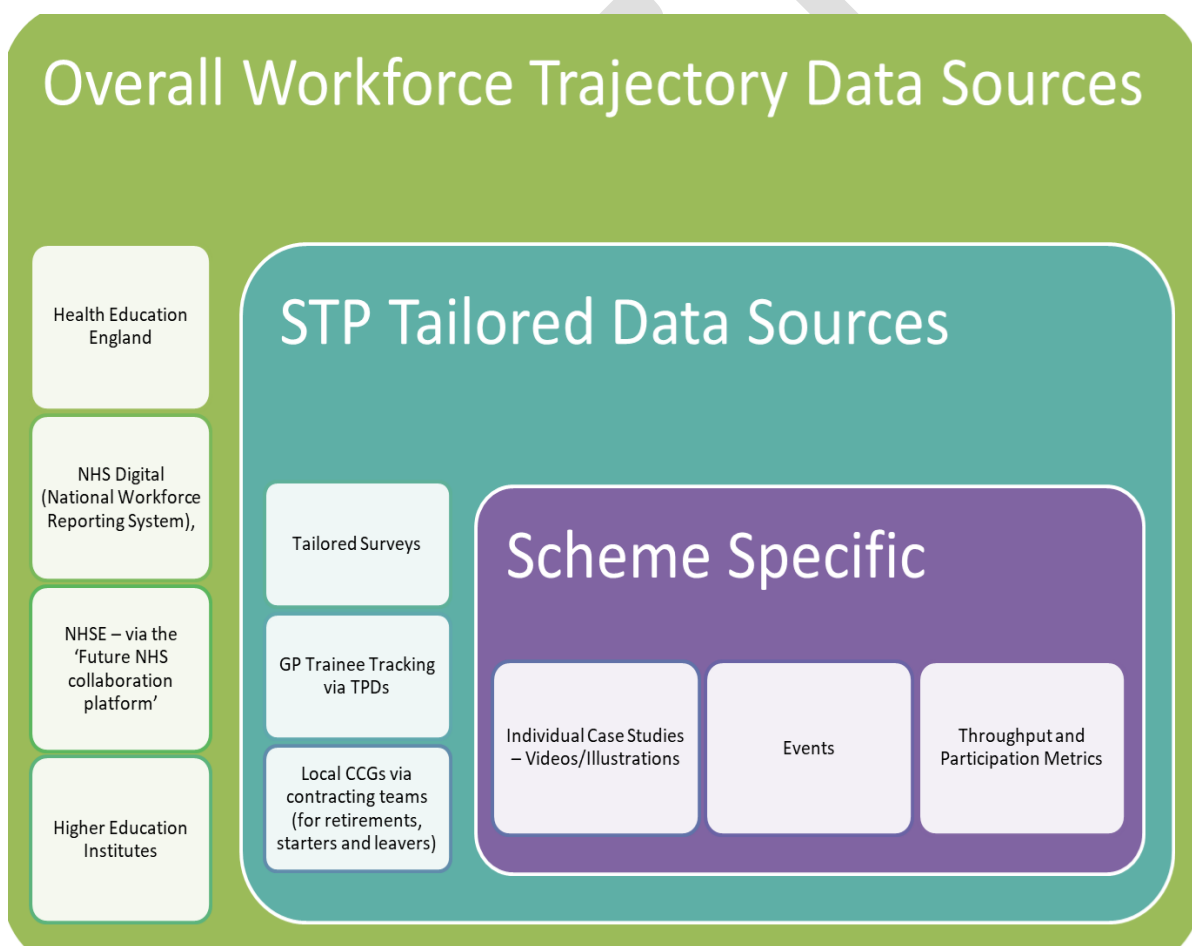 Overall Workforce Trajectory Data Sources
Health Education
England
NHS Digital
(National Workforce
Reporting System),
NHSE – via the
‘Future NHS
collaboration
platform’
Higher Education
Institutes
STP Tailored Data Sources
Tailored Surveys
GP Trainee Tracking
via TPDs
Local CCGs via
contracting teams
(for retirements,
starters and leavers)
Scheme Specific
Individual Case Studies
– Videos/Illustrations
Events
Throughput and
Participation Metrics